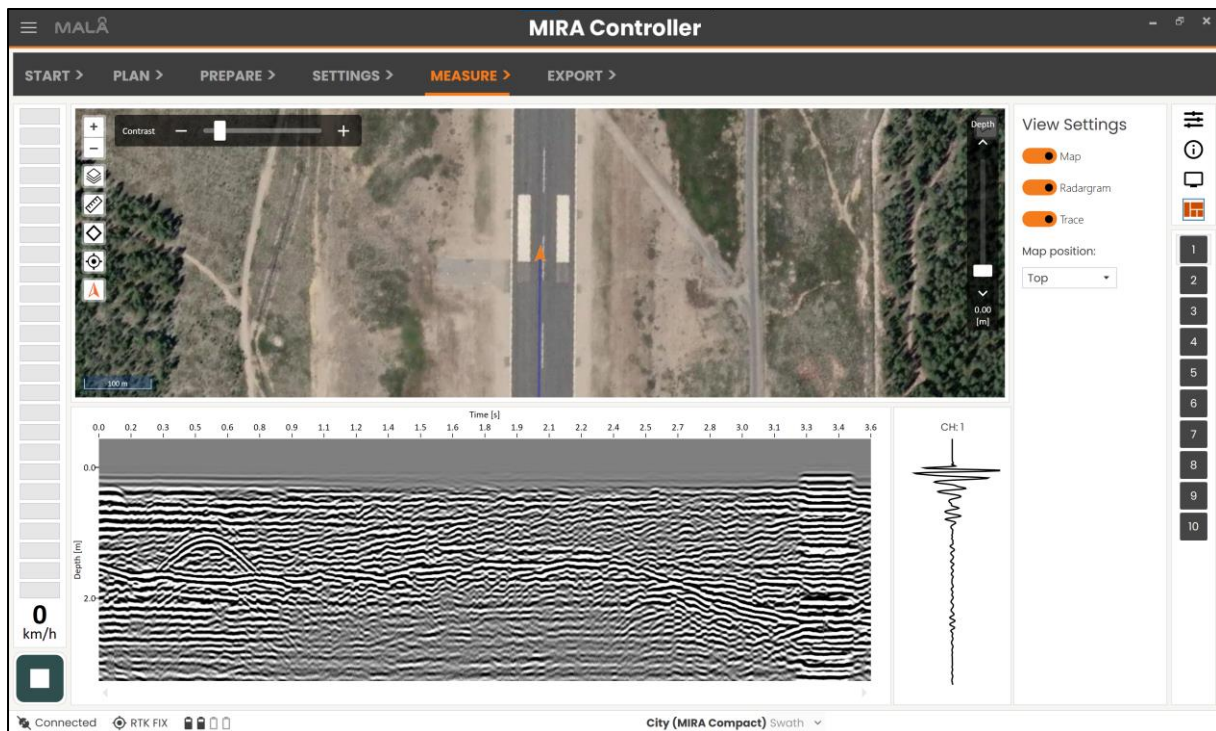 MALÅ
MIRA Controller
START > PLAN > PREPARE > SETTINGS > MEASURE > EXPORT >
+
Contrast − +
−
Depth
0.00
[m]
100 m
View Settings
Map
Radargram
Trace
Map position:
Top
1
2
3
4
5
6
7
8
9
10
Time [s]
0.0 0.2 0.3 0.5 0.6 0.8 0.9 1.1 1.2 1.4 1.5 1.6 1.8 1.9 2.1 2.2 2.4 2.5 2.7 2.8 3.0 3.1 3.3 3.4 3.6
0.0
Depth [m]
2.0
CH: 1
0
km/h
Connected RTK FIX City (MIRA Compact) Swath